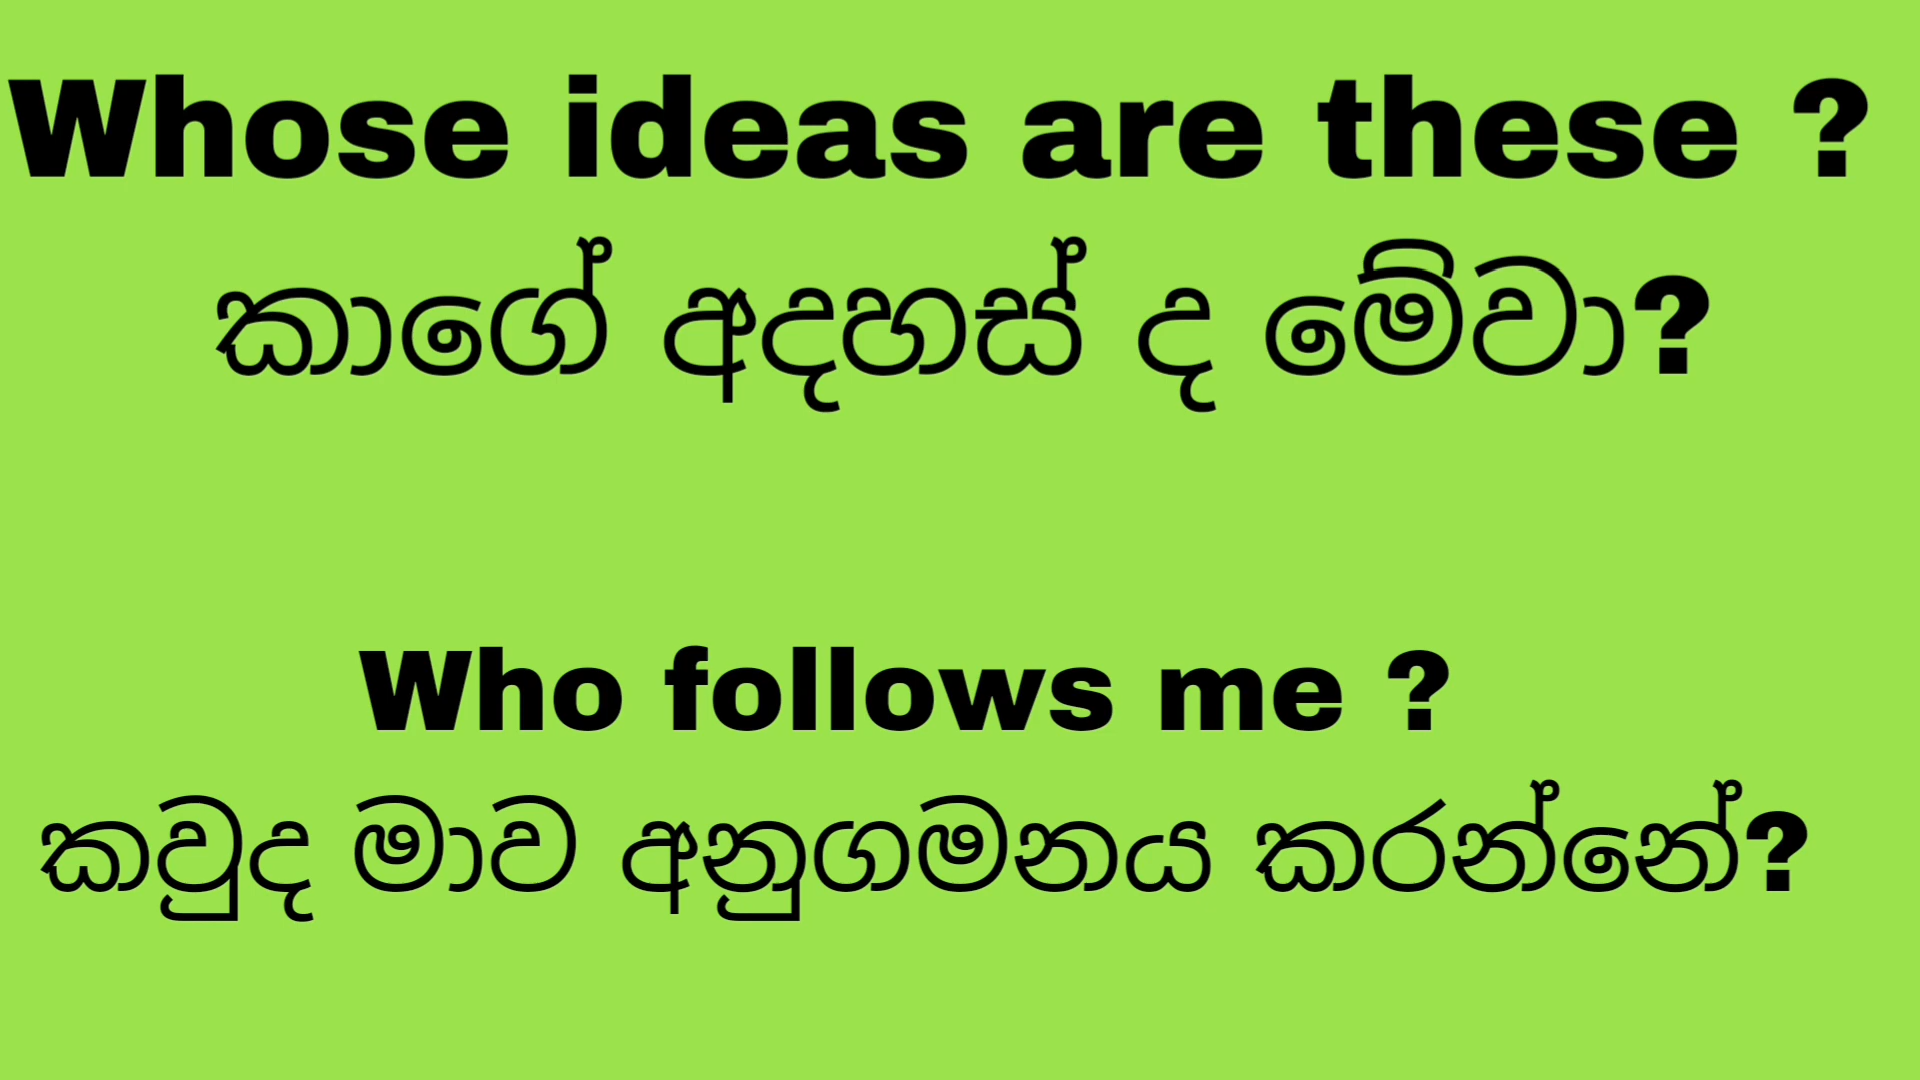 Whose ideas are these ?
කාගේ අදහස් ද මේවා?
Who follows me ?
කවුද මාව අනුගමනය කරන්නේ?